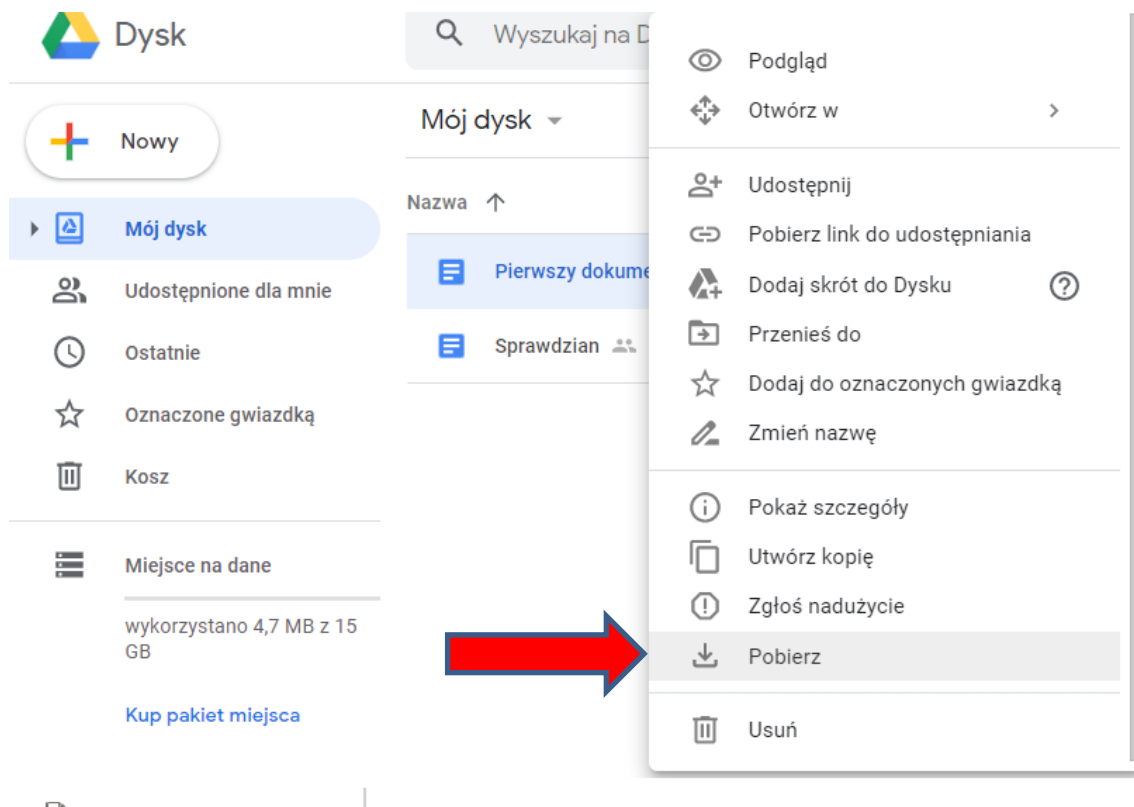 Dysk
Wyszukaj na D
Nowy
Mój dysk
Udostępnione dla mnie
Ostatnie
Oznaczone gwiazdką
Kosz
Miejsce na dane
wykorzystano 4,7 MB z 15
GB
Kup pakiet miejsca
Mój dysk
Nazwa
Pierwszy dokume
Sprawdzian
Podgląd
Otwórz w
Udostępnij
Pobierz link do udostępniania
Dodaj skrót do Dysku
Przenieś do
Dodaj do oznaczonych gwiazdką
Zmień nazwę
Pokaż szczegóły
Utwórz kopię
Zgłoś nadużycie
Pobierz
Usuń